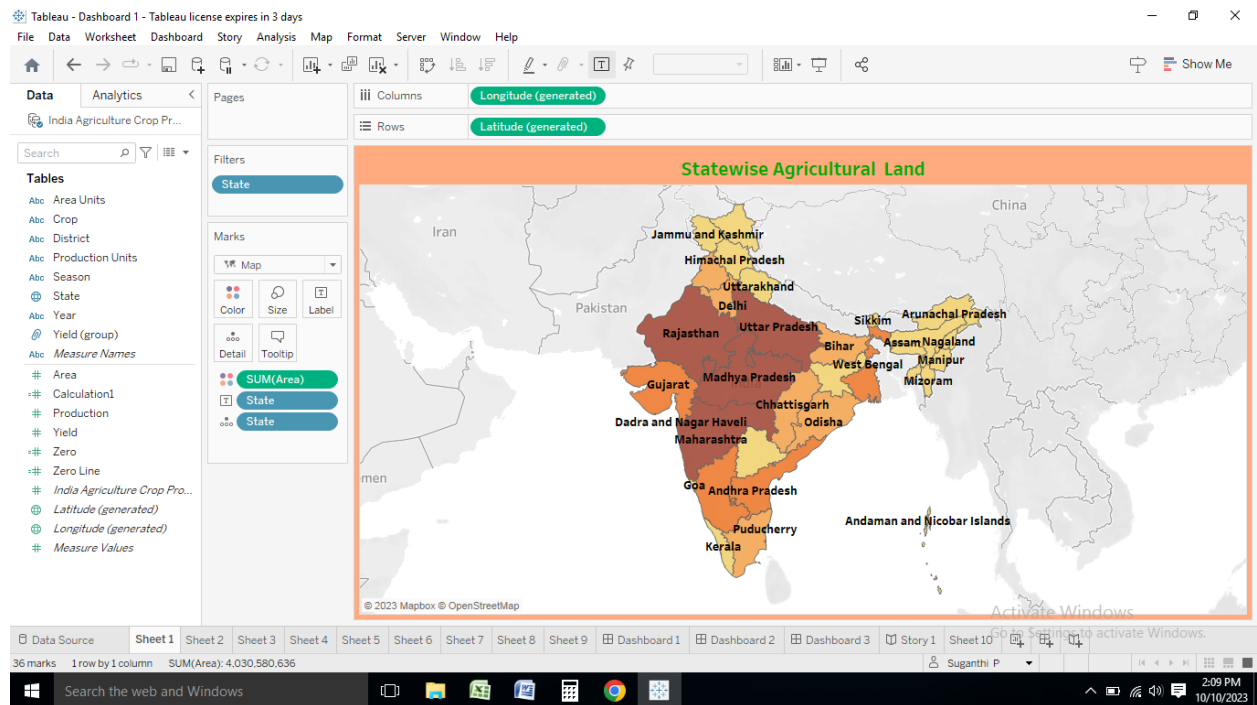 Tableau - Dashboard 1 - Tableau license expires in 3 days
File Data Worksheet Dashboard Story Analysis Map Format Server Window Help
Show Me
Data Analytics
India Agriculture Crop Pr...
Search
Tables
Abc Area Units
Abc Crop
Abc District
Abc Production Units
Abc Season
State
Abc Year
Yield (group)
Abc Measure Names
# Area
=# Calculation1
# Production
# Yield
=# Zero
=# Zero Line
# India Agriculture Crop Pro...
Latitude (generated)
Longitude (generated)
# Measure Values
Pages
Filters
State
Marks
Map
Color Size Label
Detail Tooltip
SUM(Area)
State
State
Columns Longitude (generated)
Rows Latitude (generated)
Statewise Agricultural Land
China
Iran
Jammu and Kashmir
Himachal Pradesh
Uttarakhand
Pakistan
Delhi
Arunachal Pradesh
Sikkim
Rajasthan
Uttar Pradesh
Bihar
Assam
Nagaland
West Bengal
Manipur
Gujarat
Madhya Pradesh
Mizoram
Chhattisgarh
Dadra and Nagar Haveli
Odisha
Maharashtra
men
Goa
Andhra Pradesh
Andaman and Nicobar Islands
Puducherry
Kerala
© 2023 Mapbox © OpenStreetMap
Activate Windows
Go to Settings to activate Windows.
Data Source Sheet 1 Sheet 2 Sheet 3 Sheet 4 Sheet 5 Sheet 6 Sheet 7 Sheet 8 Sheet 9 Dashboard 1 Dashboard 2 Dashboard 3 Story 1 Sheet 10
36 marks 1 row by 1 column SUM(Area): 4,030,580,636
Suganthi P
Search the web and Windows
2:09 PM
10/10/2023